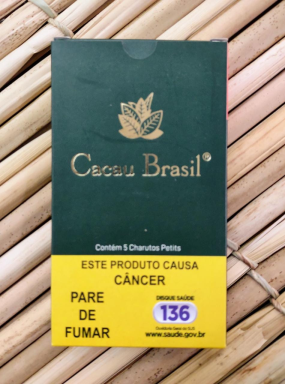 Cacau Brasil®
Contém 5 Charutos Petits
ESTE PRODUTO CAUSA
CÂNCER
PARE
DE
FUMAR
DISQUE SAÚDE
136
www.saude.gov.br